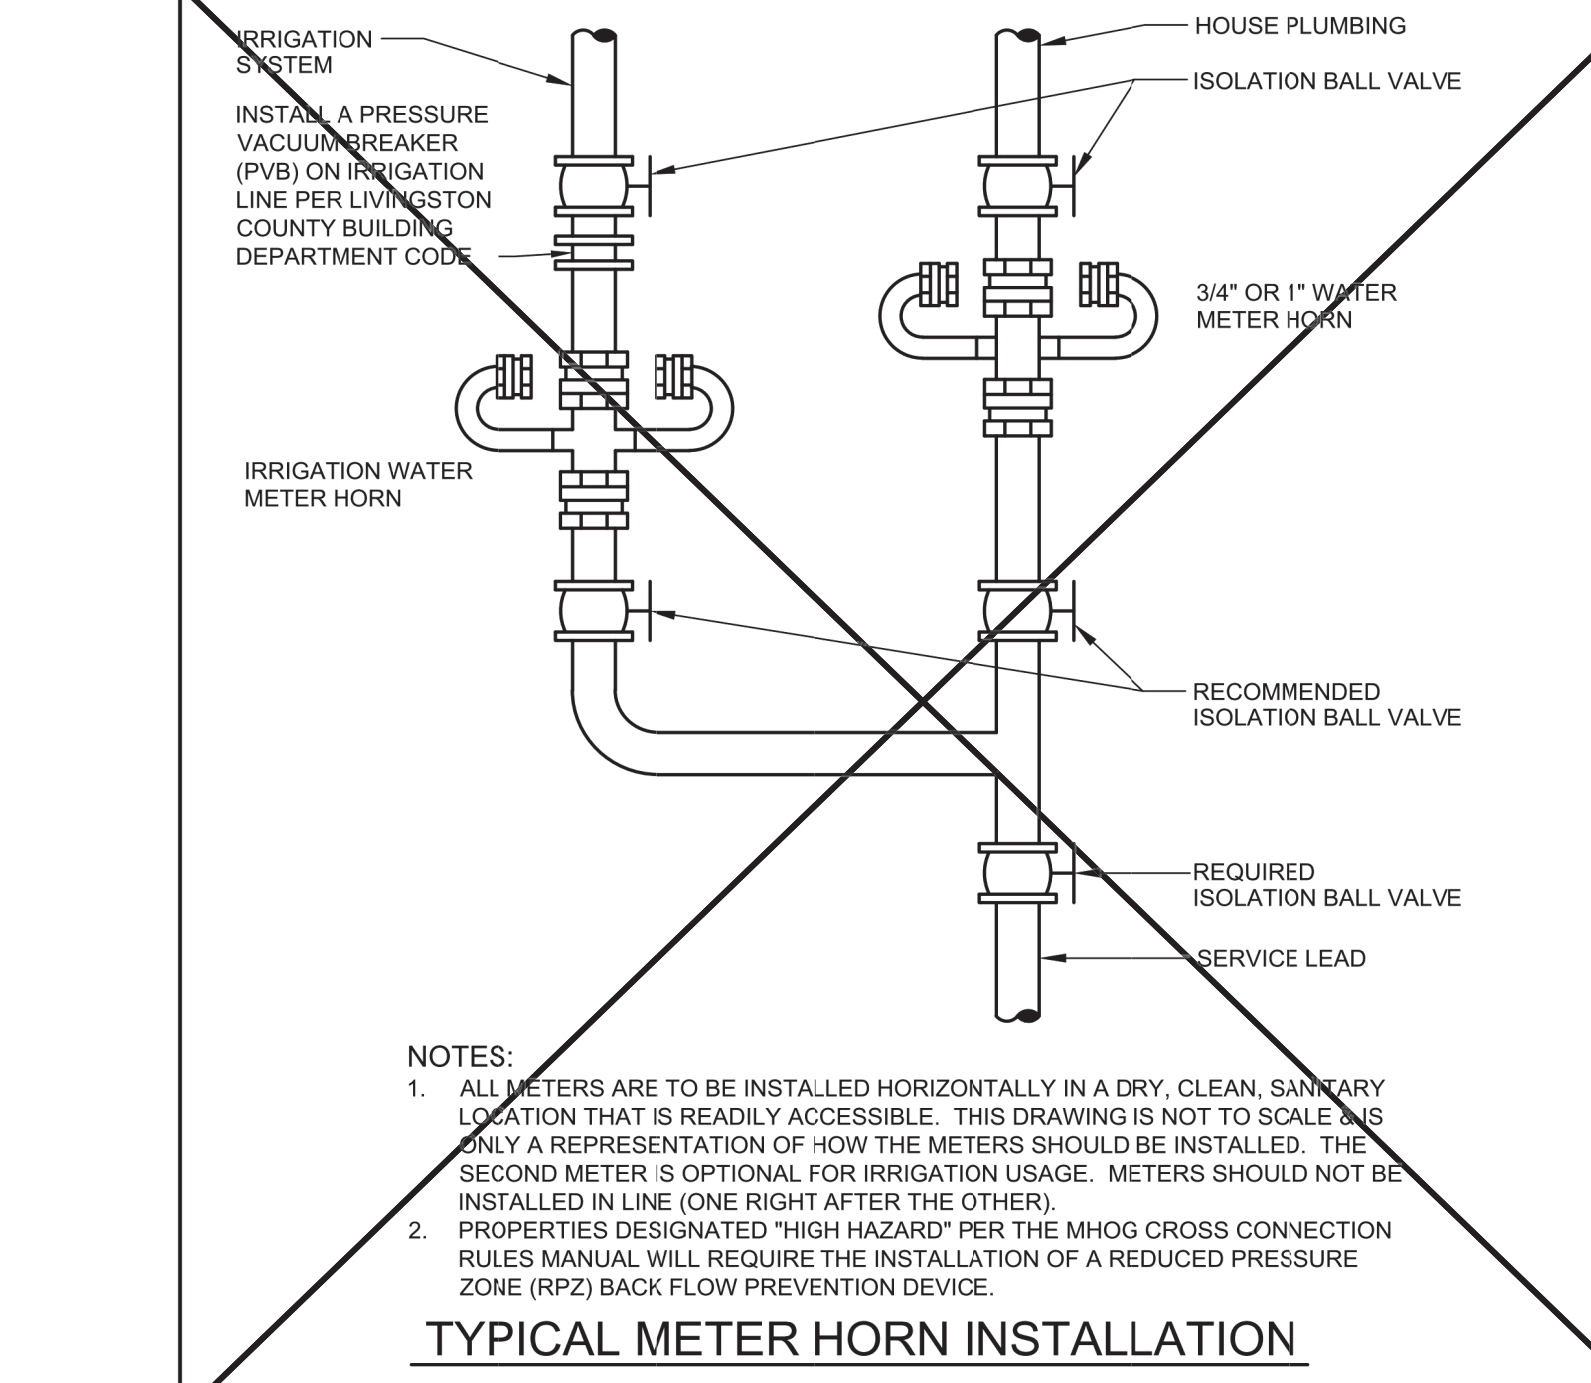 IRRIGATION
SYSTEM
INSTALL A PRESSURE
VACUUM BREAKER
(PVB) ON IRRIGATION
LINE PER LIVINGSTON
COUNTY BUILDING
DEPARTMENT CODE
IRRIGATION WATER
METER HORN
HOUSE PLUMBING
ISOLATION BALL VALVE
3/4" OR 1" WATER
METER HORN
RECOMMENDED
ISOLATION BALL VALVE
REQUIRED
ISOLATION BALL VALVE
SERVICE LEAD
NOTES:
1. ALL METERS ARE TO BE INSTALLED HORIZONTALLY IN A DRY, CLEAN, SANITARY
LOCATION THAT IS READILY ACCESSIBLE. THIS DRAWING IS NOT TO SCALE & IS
ONLY A REPRESENTATION OF HOW THE METERS SHOULD BE INSTALLED. THE
SECOND METER IS OPTIONAL FOR IRRIGATION USAGE. METERS SHOULD NOT BE
INSTALLED IN LINE (ONE RIGHT AFTER THE OTHER).
2. PROPERTIES DESIGNATED "HIGH HAZARD" PER THE MHOG CROSS CONNECTION
RULES MANUAL WILL REQUIRE THE INSTALLATION OF A REDUCED PRESSURE
ZONE (RPZ) BACK FLOW PREVENTION DEVICE.
TYPICAL METER HORN INSTALLATION